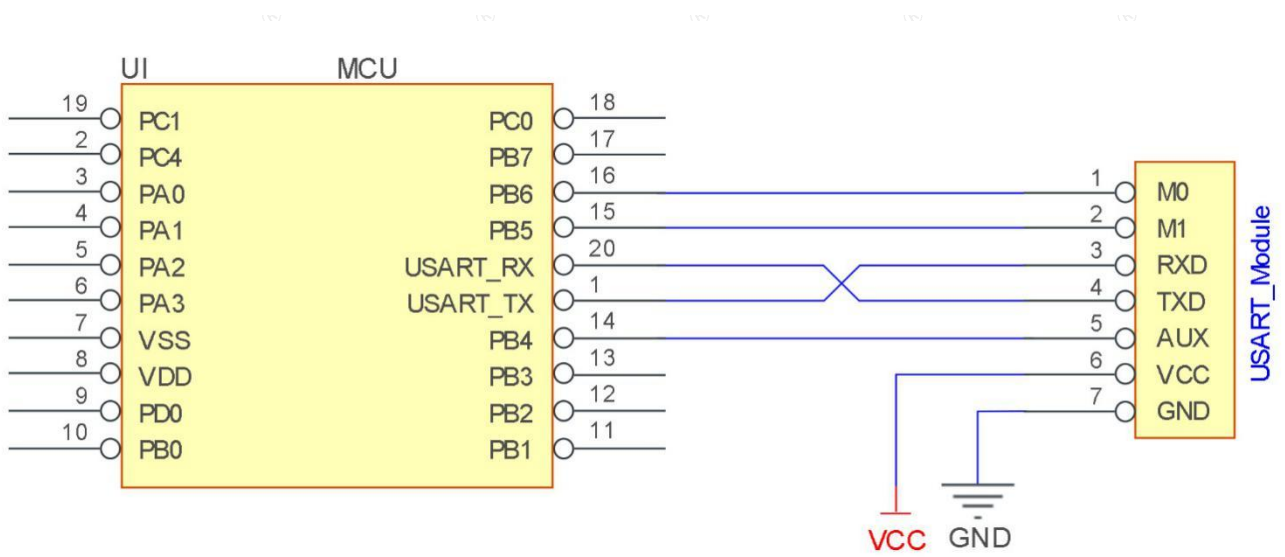 UI MCU
19 PC1 PC0 18
2 PC4 PB7 17
3 PA0 PB6 16 1 M0
4 PA1 PB5 15 2 M1
5 PA2 USART_RX 20 3 RXD
6 PA3 USART_TX 1 4 TXD
7 VSS PB4 14 5 AUX
8 VDD PB3 13 6 VCC
9 PD0 PB2 12 7 GND
10 PB0 PB1 11
USART_Module
VCC GND